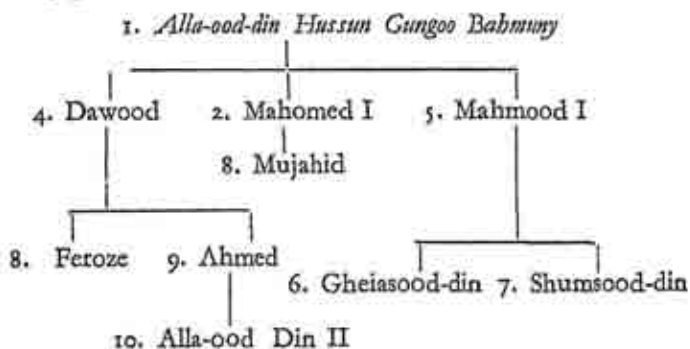 1. Alla-ood-din Hussun Gungoo Bahmuny
4. Dawood 2. Mahomed I 5. Mahmood I
8. Mujahid
8. Feroze 9. Ahmed
6. Gheiasood-din 7. Shumsood-din
10. Alla-ood Din II